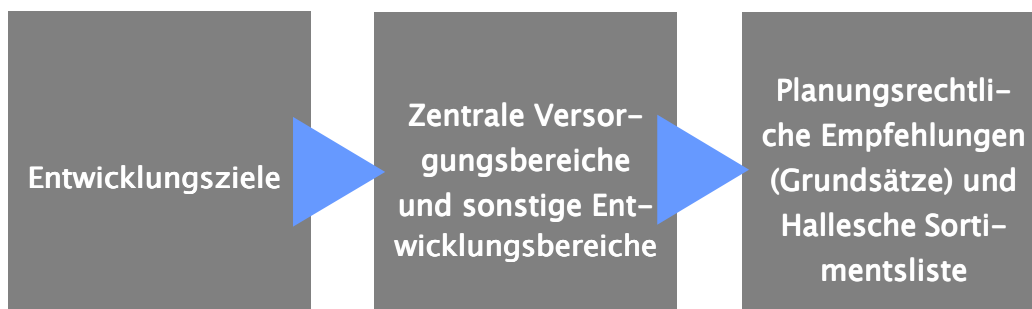 Entwicklungsziele
Zentrale Versor-
gungsbereiche
und sonstige Ent-
wicklungsbereiche
Planungsrechtli-
che Empfehlungen
(Grundsätze) und
Hallesche Sorti-
mentsliste